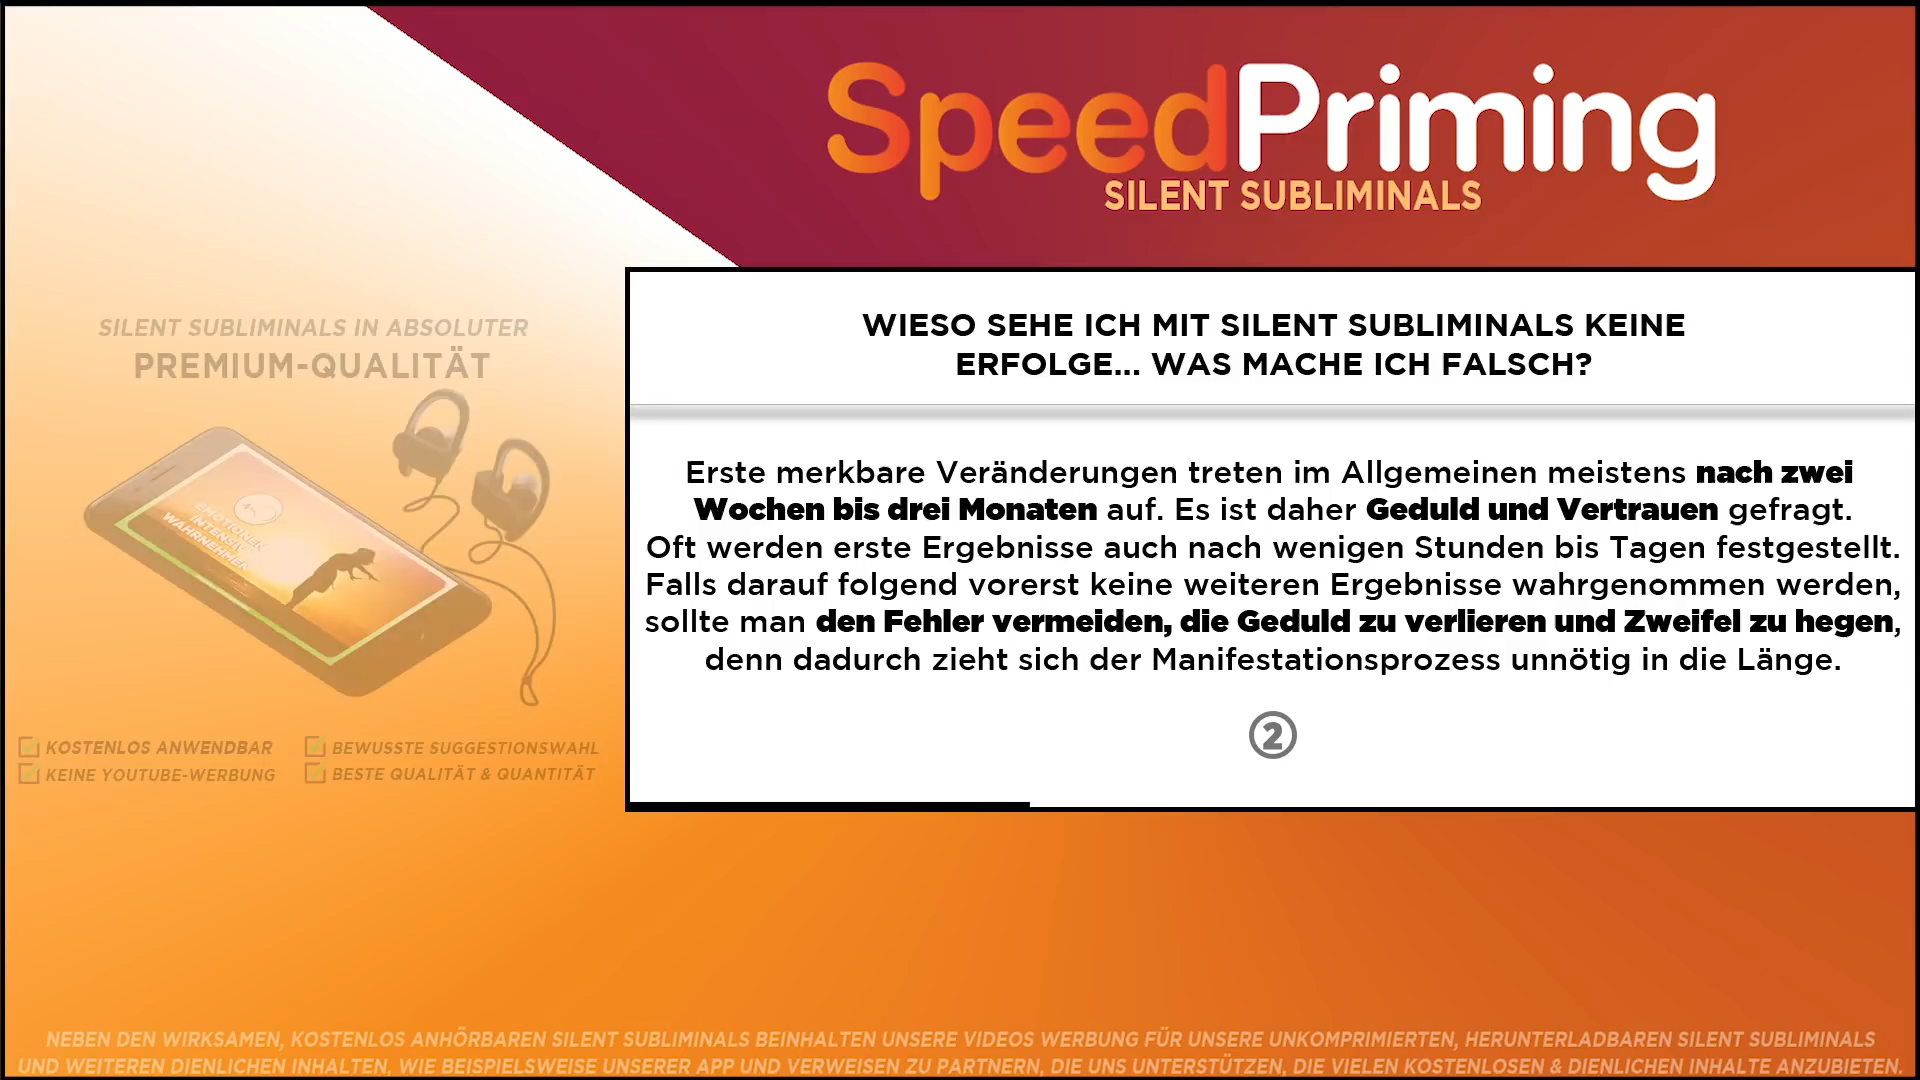 SpeedPriming
SILENT SUBLIMINALS
SILENT SUBLIMINALS IN ABSOLUTER
PREMIUM-QUALITÄT
EMOTIONEN
INTENSIV
WAHRNEHMEN
KOSTENLOS ANWENDBAR
BEWUSSTE SUGGESTIONSWAHL
KEINE YOUTUBE-WERBUNG
BESTE QUALITÄT & QUANTITÄT
WIESO SEHE ICH MIT SILENT SUBLIMINALS KEINE
ERFOLGE... WAS MACHE ICH FALSCH?
Erste merkbare Veränderungen treten im Allgemeinen meistens nach zwei
Wochen bis drei Monaten auf. Es ist daher Geduld und Vertrauen gefragt.
Oft werden erste Ergebnisse auch nach wenigen Stunden bis Tagen festgestellt.
Falls darauf folgend vorerst keine weiteren Ergebnisse wahrgenommen werden,
sollte man den Fehler vermeiden, die Geduld zu verlieren und Zweifel zu hegen,
denn dadurch zieht sich der Manifestationsprozess unnötig in die Länge.
2
NEBEN DEN WIRKSAMEN, KOSTENLOS ANHÖRBAREN SILENT SUBLIMINALS BEINHALTEN UNSERE VIDEOS WERBUNG FÜR UNSERE UNKOMPRIMIERTEN, HERUNTERLADBAREN SILENT SUBLIMINALS
UND WEITEREN DIENLICHEN INHALTEN, WIE BEISPIELSWEISE UNSERER APP UND VERWEISEN ZU PARTNERN, DIE UNS UNTERSTÜTZEN, DIE VIELEN KOSTENLOSEN & DIENLICHEN INHALTE ANZUBIETEN.